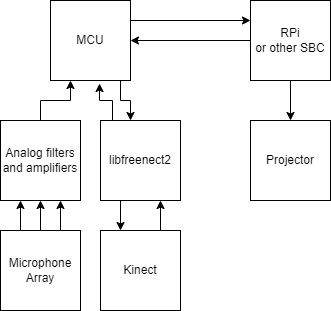 MCU
RPi
or other SBC
Analog filters
and amplifiers
libfreenect2
Projector
Microphone
Array
Kinect